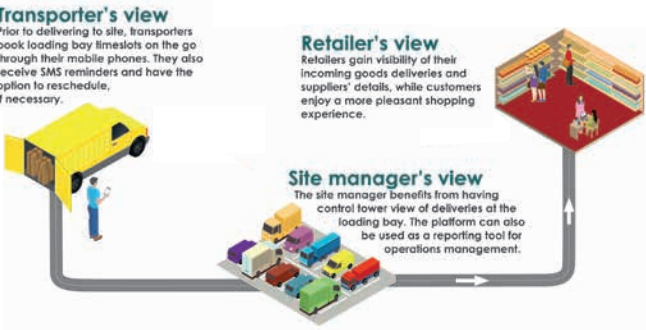 Transporter's view
Prior to delivering to site, transporters
book loading bay timeslots on the go
through their mobile phones. They also
receive SMS reminders and have the
option to reschedule,
if necessary.
Retailer's view
Retailers gain visibility of their
incoming goods deliveries and
suppliers' details, while customers
enjoy a more pleasant shopping
experience.
Site manager's view
The site manager benefits from having
control tower view of deliveries at the
loading bay. The platform can also
be used as a reporting tool for
operations management.